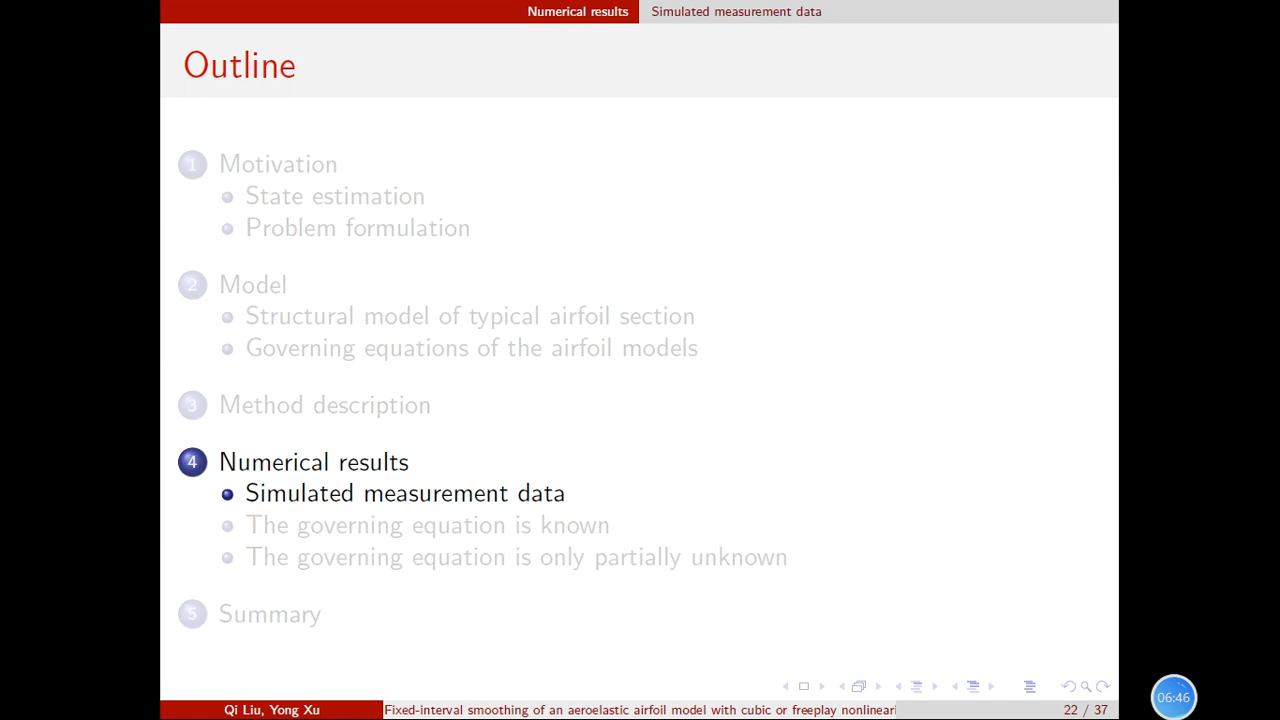 Numerical results Simulated measurement data
Outline
1 Motivation
State estimation
Problem formulation
2 Model
Structural model of typical airfoil section
Governing equations of the airfoil models
3 Method description
4 Numerical results
Simulated measurement data
The governing equation is known
The governing equation is only partially unknown
5 Summary
Qi Liu, Yong Xu Fixed-interval smoothing of an aeroelastic airfoil model with cubic or freeplay nonlineari 22 / 37
06:46